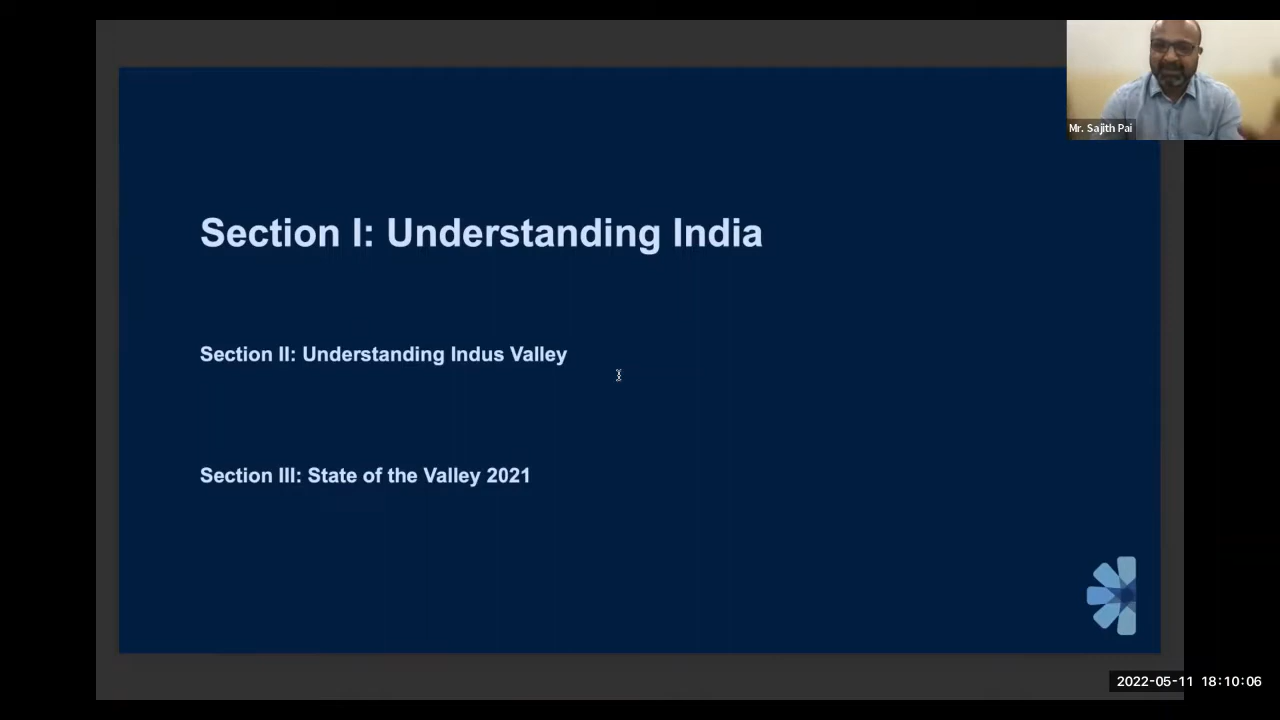 Mr. Sajith Pai
Section I: Understanding India
Section II: Understanding Indus Valley
Section III: State of the Valley 2021
2022-05-11 18:10:06